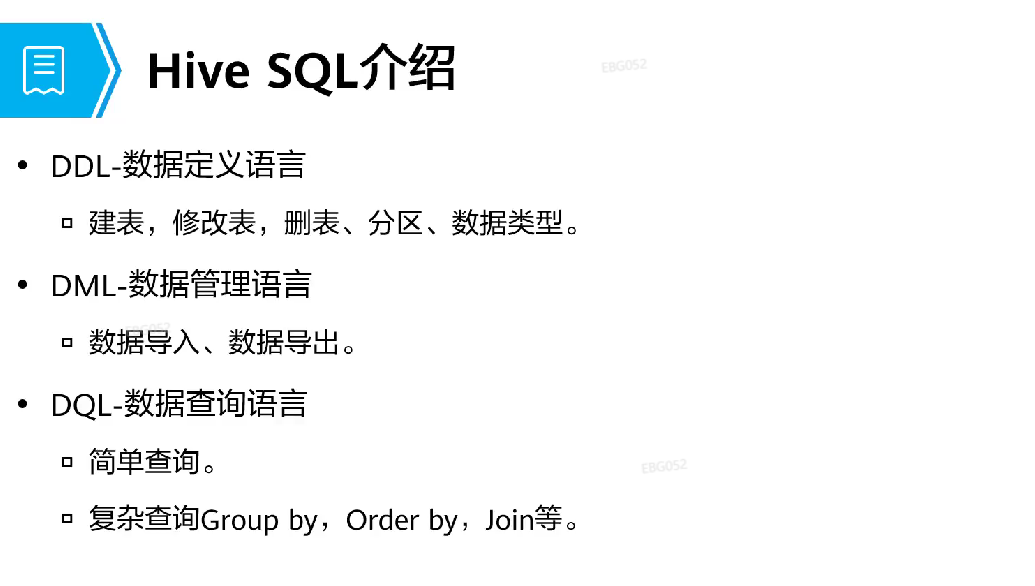 Hive SQL介绍
EBG052
• DDL-数据定义语言
▫ 建表，修改表，删表、分区、数据类型。
• DML-数据管理语言
EBG052
▫ 数据导入、数据导出。
• DQL-数据查询语言
▫ 简单查询。
EBG052
▫ 复杂查询Group by，Order by，Join等。